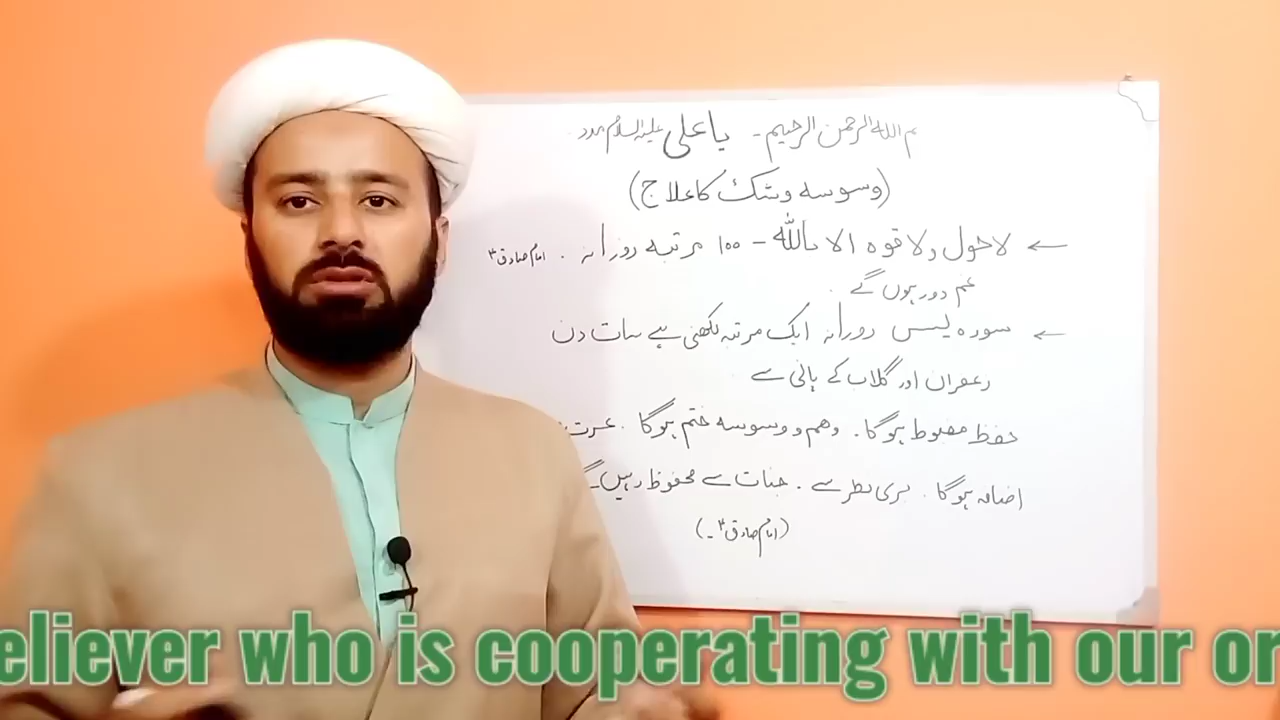 بسم اللہ الرحمن الرحیم۔ یا علی علیہ السلام مدد
(وسوسہ و شک کا علاج)
← لاحول ولا قوہ الا باللہ - ۱۰۰ مرتبہ روزانہ . امام صادق ؑ
غم دور ہوں گے .
← سورہ یٰسں روزانہ ایک مرتبہ لکھنی ہے سات دن
زعفران اور گلاب کے پانی سے
حفظ مضبوط ہوگا . وھم و وسوسہ ختم ہوگا . عزت
اضافہ ہوگا . بری نظر سے . جنات سے محفوظ رہیں گے
(امام صادق ؑ ۔)
eliever who is cooperating with our or